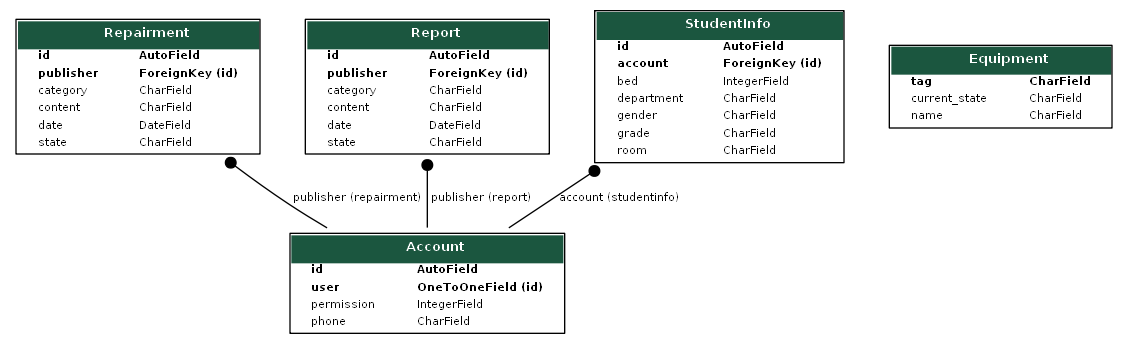 Repairment
id AutoField
publisher ForeignKey (id)
category CharField
content CharField
date DateField
state CharField
Report
id AutoField
publisher ForeignKey (id)
category CharField
content CharField
date DateField
state CharField
StudentInfo
id AutoField
account ForeignKey (id)
bed IntegerField
department CharField
gender CharField
grade CharField
room CharField
Equipment
tag CharField
current_state CharField
name CharField
publisher (repairment)
publisher (report)
account (studentinfo)
Account
id AutoField
user OneToOneField (id)
permission IntegerField
phone CharField